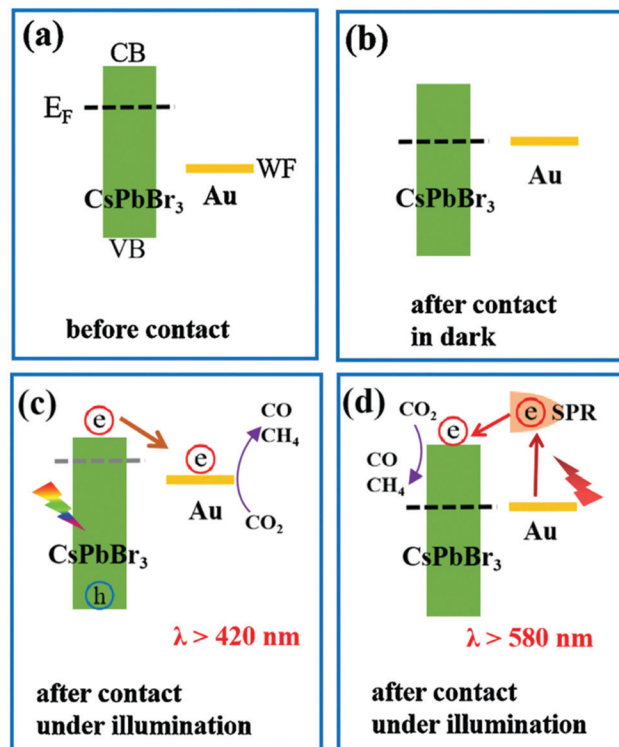 (a)
CB
E_F
WF
CsPbBr₃
Au
VB
before contact
(b)
CsPbBr₃
Au
after contact
in dark
(c)
e
e
CO
CH₄
Au
CO₂
CsPbBr₃
h
λ > 420 nm
after contact
under illumination
(d)
CO₂
e
e SPR
CO
CH₄
Au
CsPbBr₃
λ > 580 nm
after contact
under illumination